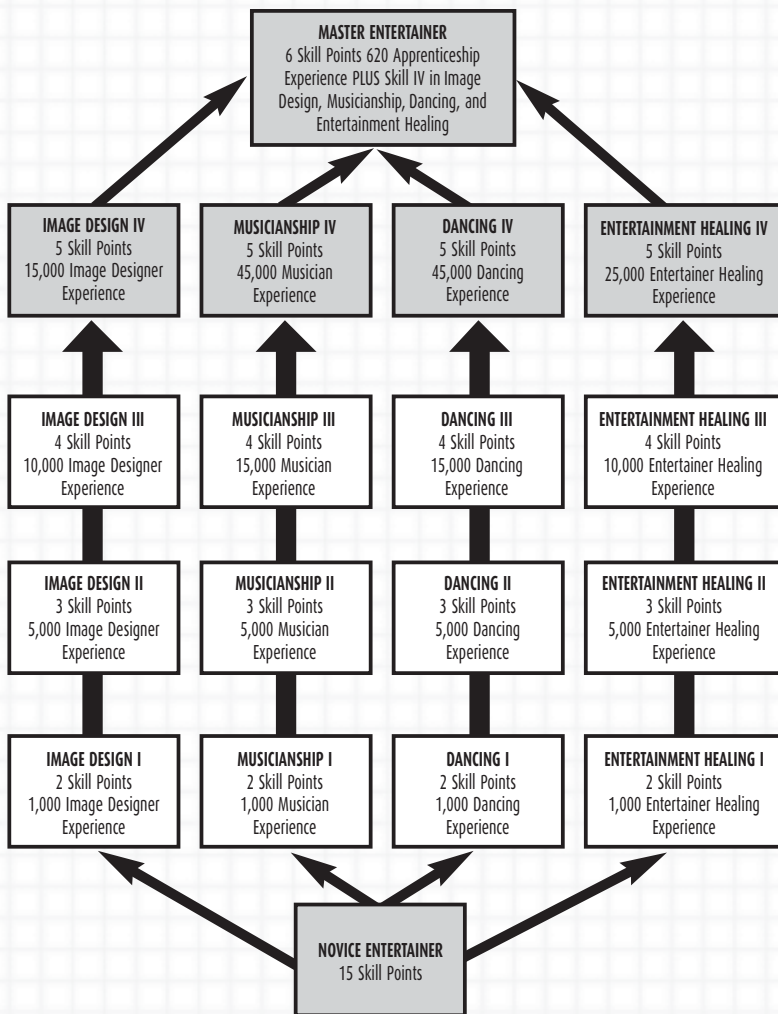 MASTER ENTERTAINER
6 Skill Points 620 Apprenticeship
Experience PLUS Skill IV in Image
Design, Musicianship, Dancing, and
Entertainment Healing
IMAGE DESIGN IV
5 Skill Points
15,000 Image Designer
Experience
MUSICIANSHIP IV
5 Skill Points
45,000 Musician
Experience
DANCING IV
5 Skill Points
45,000 Dancing
Experience
ENTERTAINMENT HEALING IV
5 Skill Points
25,000 Entertainer Healing
Experience
IMAGE DESIGN III
4 Skill Points
10,000 Image Designer
Experience
MUSICIANSHIP III
4 Skill Points
15,000 Musician
Experience
DANCING III
4 Skill Points
15,000 Dancing
Experience
ENTERTAINMENT HEALING III
4 Skill Points
10,000 Entertainer Healing
Experience
IMAGE DESIGN II
3 Skill Points
5,000 Image Designer
Experience
MUSICIANSHIP II
3 Skill Points
5,000 Musician
Experience
DANCING II
3 Skill Points
5,000 Dancing
Experience
ENTERTAINMENT HEALING II
3 Skill Points
5,000 Entertainer Healing
Experience
IMAGE DESIGN I
2 Skill Points
1,000 Image Designer
Experience
MUSICIANSHIP I
2 Skill Points
1,000 Musician
Experience
DANCING I
2 Skill Points
1,000 Dancing
Experience
ENTERTAINMENT HEALING I
2 Skill Points
1,000 Entertainer Healing
Experience
NOVICE ENTERTAINER
15 Skill Points